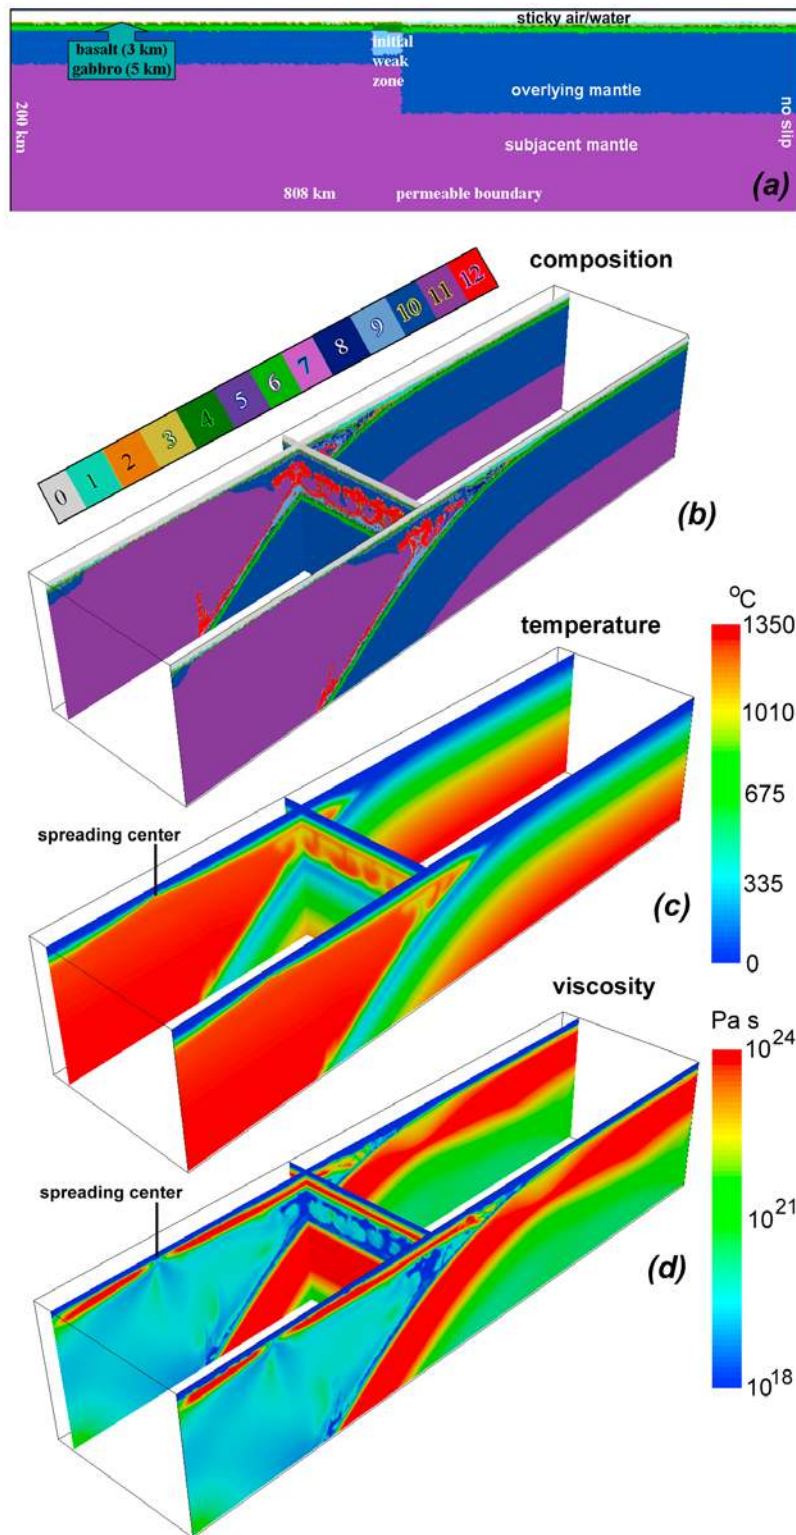 sticky air/water
basalt (3 km)
gabbro (5 km)
initial
weak
zone
overlying mantle
200 km
no slip
subjacent mantle
808 km
permeable boundary
(a)
composition
0 1 2 3 4 5 6 7 8 9 10 11 12
(b)
temperature
°C
1350
1010
675
335
0
spreading center
(c)
viscosity
Pa s
10^24
10^21
10^18
spreading center
(d)